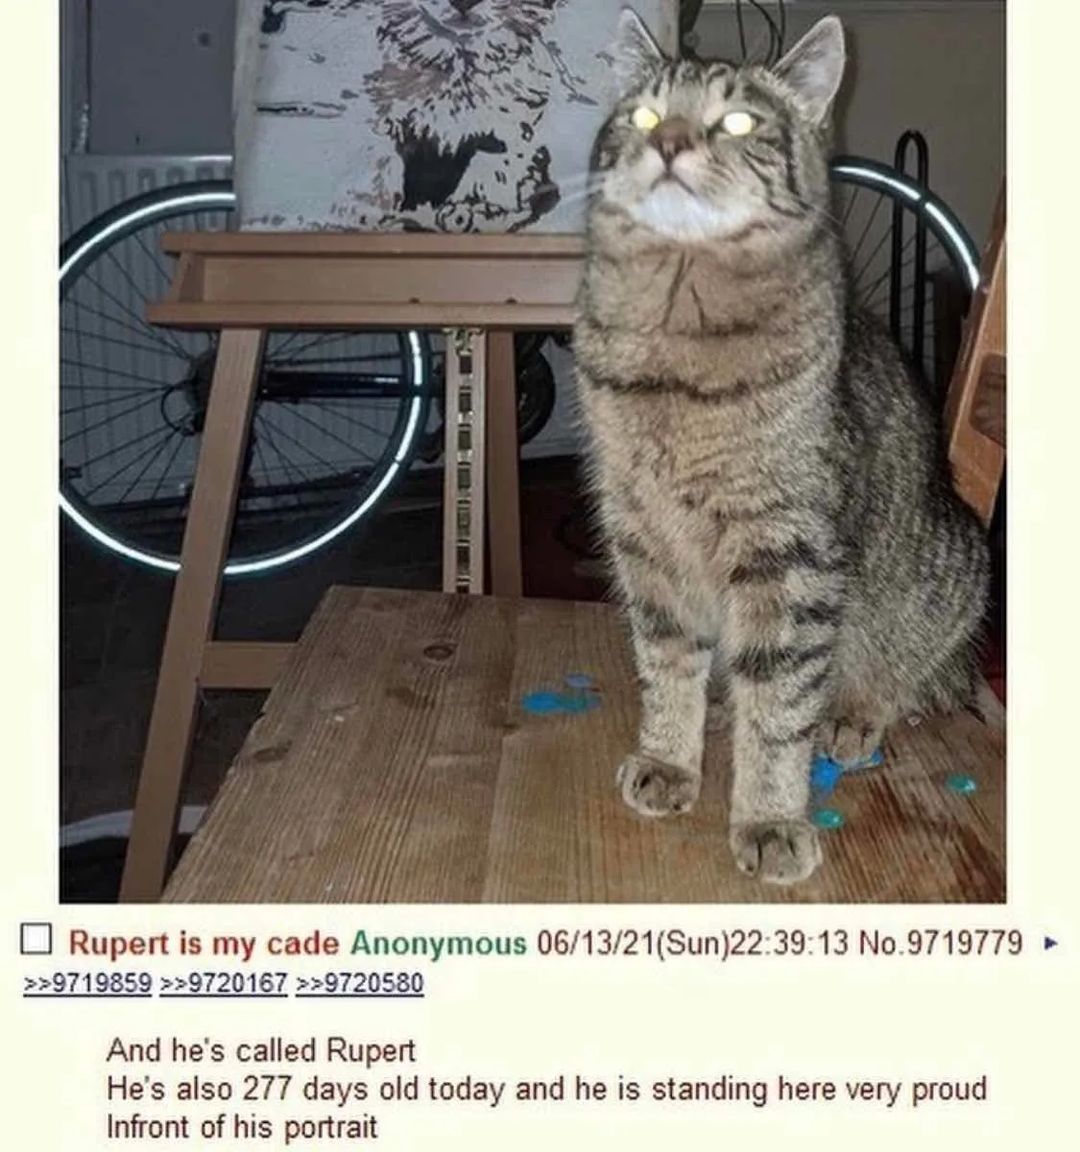 Rupert is my cade Anonymous 06/13/21(Sun)22:39:13 No.9719779
>>9719859 >>9720167 >>9720580
And he's called Rupert
He's also 277 days old today and he is standing here very proud
Infront of his portrait